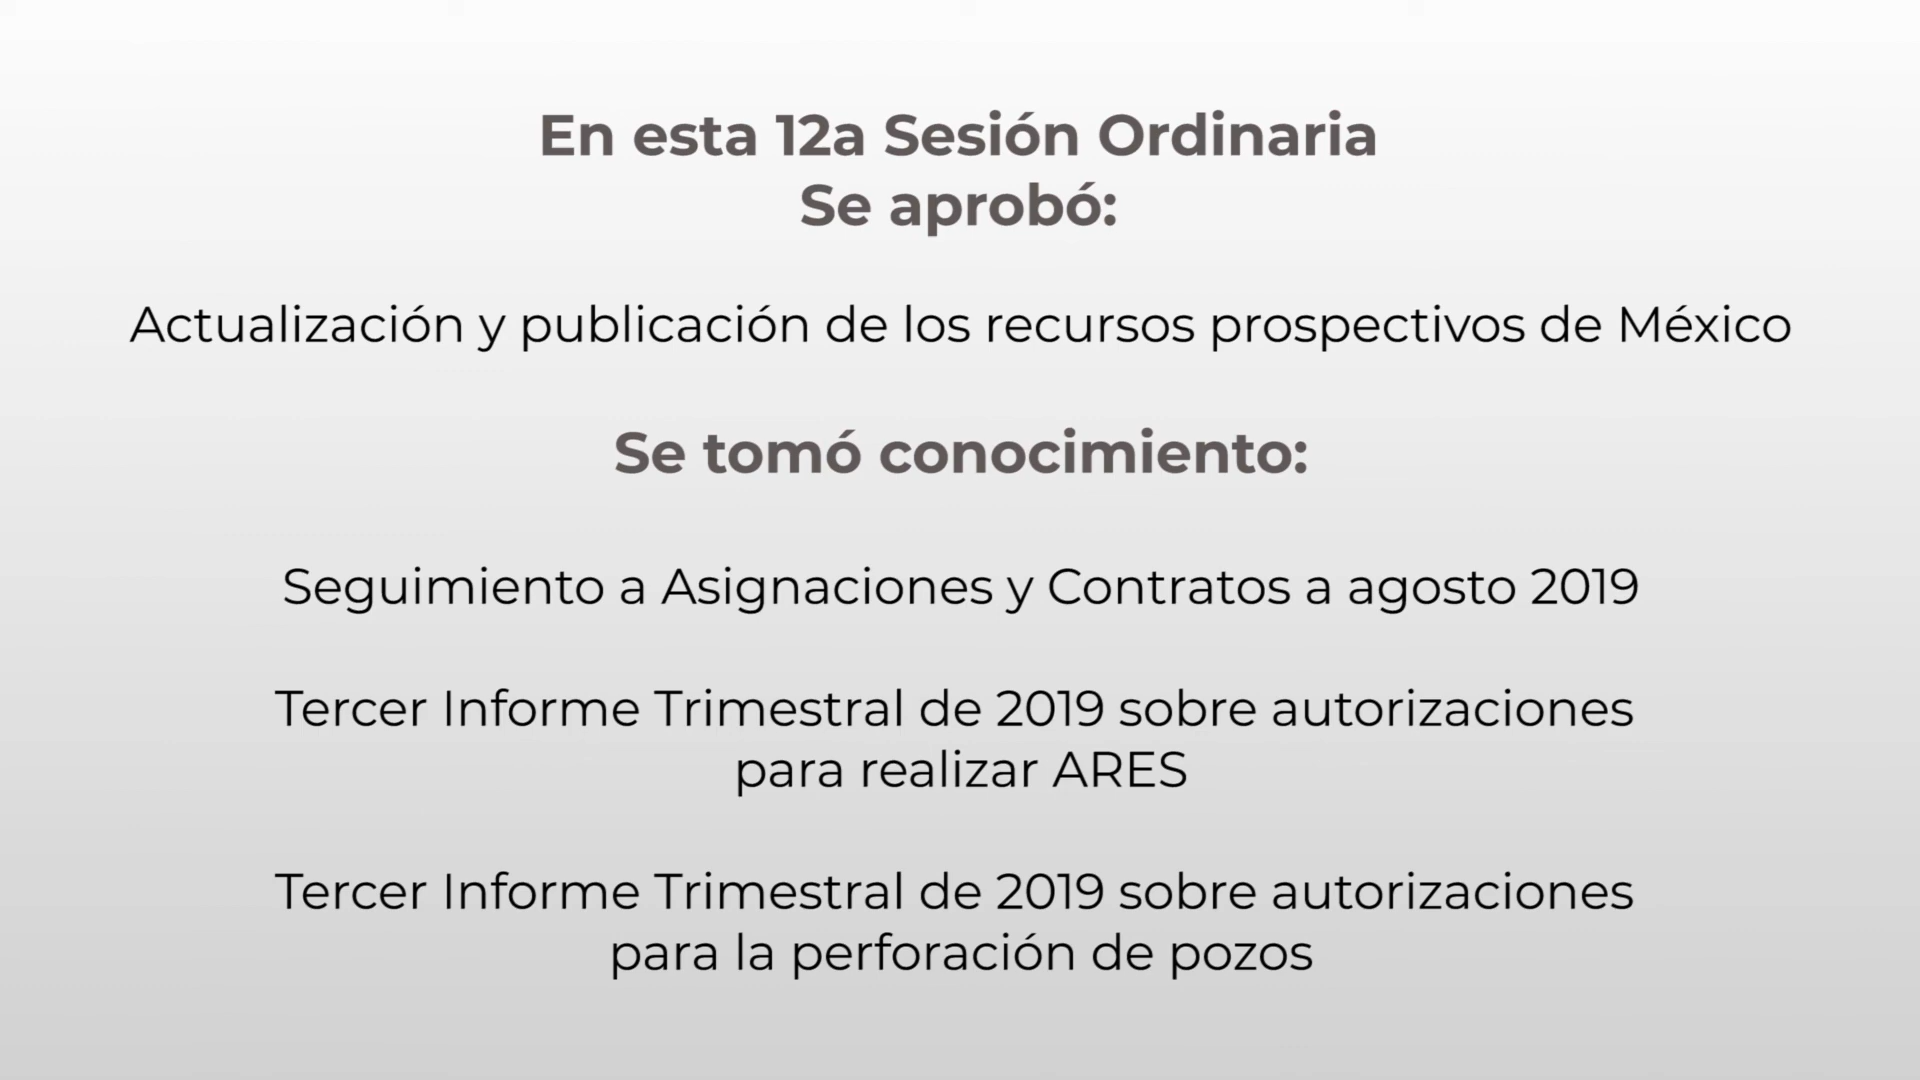 En esta 12a Sesión Ordinaria
Se aprobó:
Actualización y publicación de los recursos prospectivos de México
Se tomó conocimiento:
Seguimiento a Asignaciones y Contratos a agosto 2019
Tercer Informe Trimestral de 2019 sobre autorizaciones
para realizar ARES
Tercer Informe Trimestral de 2019 sobre autorizaciones
para la perforación de pozos